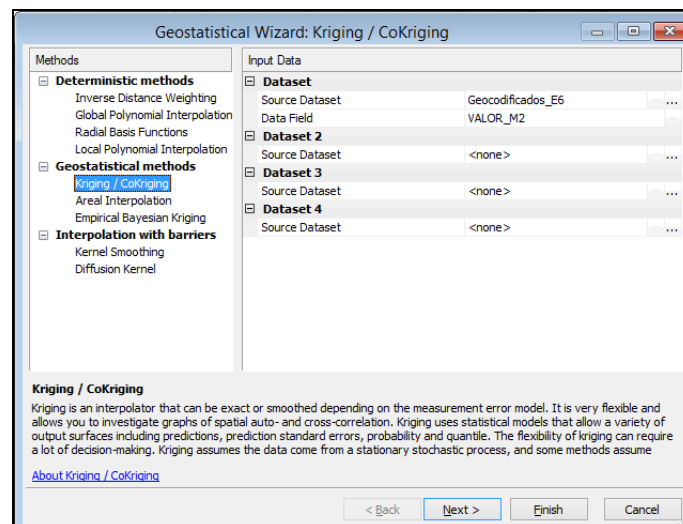 Geostatistical Wizard: Kriging / CoKriging
Methods
Deterministic methods
Inverse Distance Weighting
Global Polynomial Interpolation
Radial Basis Functions
Local Polynomial Interpolation
Geostatistical methods
Kriging / CoKriging
Areal Interpolation
Empirical Bayesian Kriging
Interpolation with barriers
Kernel Smoothing
Diffusion Kernel
Input Data
Dataset
Source Dataset Geocodificados_E6 ...
Data Field VALOR_M2
Dataset 2
Source Dataset <none> ...
Dataset 3
Source Dataset <none> ...
Dataset 4
Source Dataset <none> ...
Kriging / CoKriging
Kriging is an interpolator that can be exact or smoothed depending on the measurement error model. It is very flexible and
allows you to investigate graphs of spatial auto- and cross-correlation. Kriging uses statistical models that allow a variety of
output surfaces including predictions, prediction standard errors, probability and quantile. The flexibility of kriging can require
a lot of decision-making. Kriging assumes the data come from a stationary stochastic process, and some methods assume
About Kriging / CoKriging
< Back Next > Finish Cancel